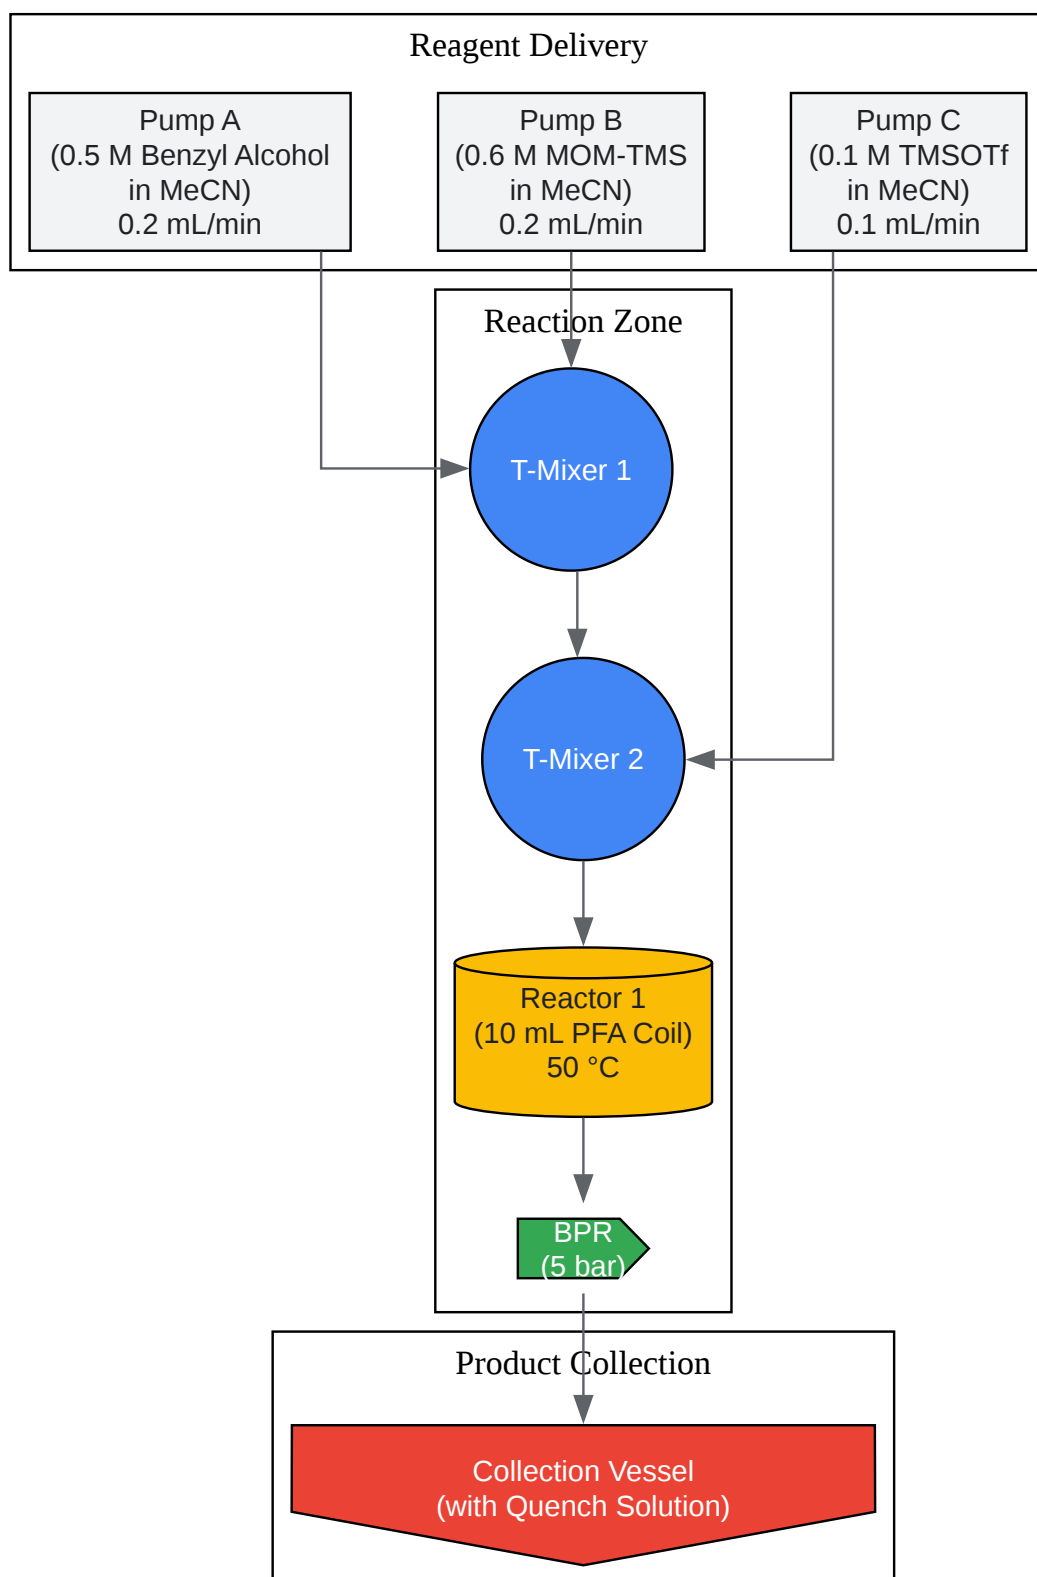 Reagent Delivery
Pump A
(0.5 M Benzyl Alcohol
in MeCN)
0.2 mL/min
Pump B
(0.6 M MOM-TMS
in MeCN)
0.2 mL/min
Pump C
(0.1 M TMSOTf
in MeCN)
0.1 mL/min
Reaction Zone
T-Mixer 1
T-Mixer 2
Reactor 1
(10 mL PFA Coil)
50 °C
BPR
(5 bar)
Product Collection
Collection Vessel
(with Quench Solution)